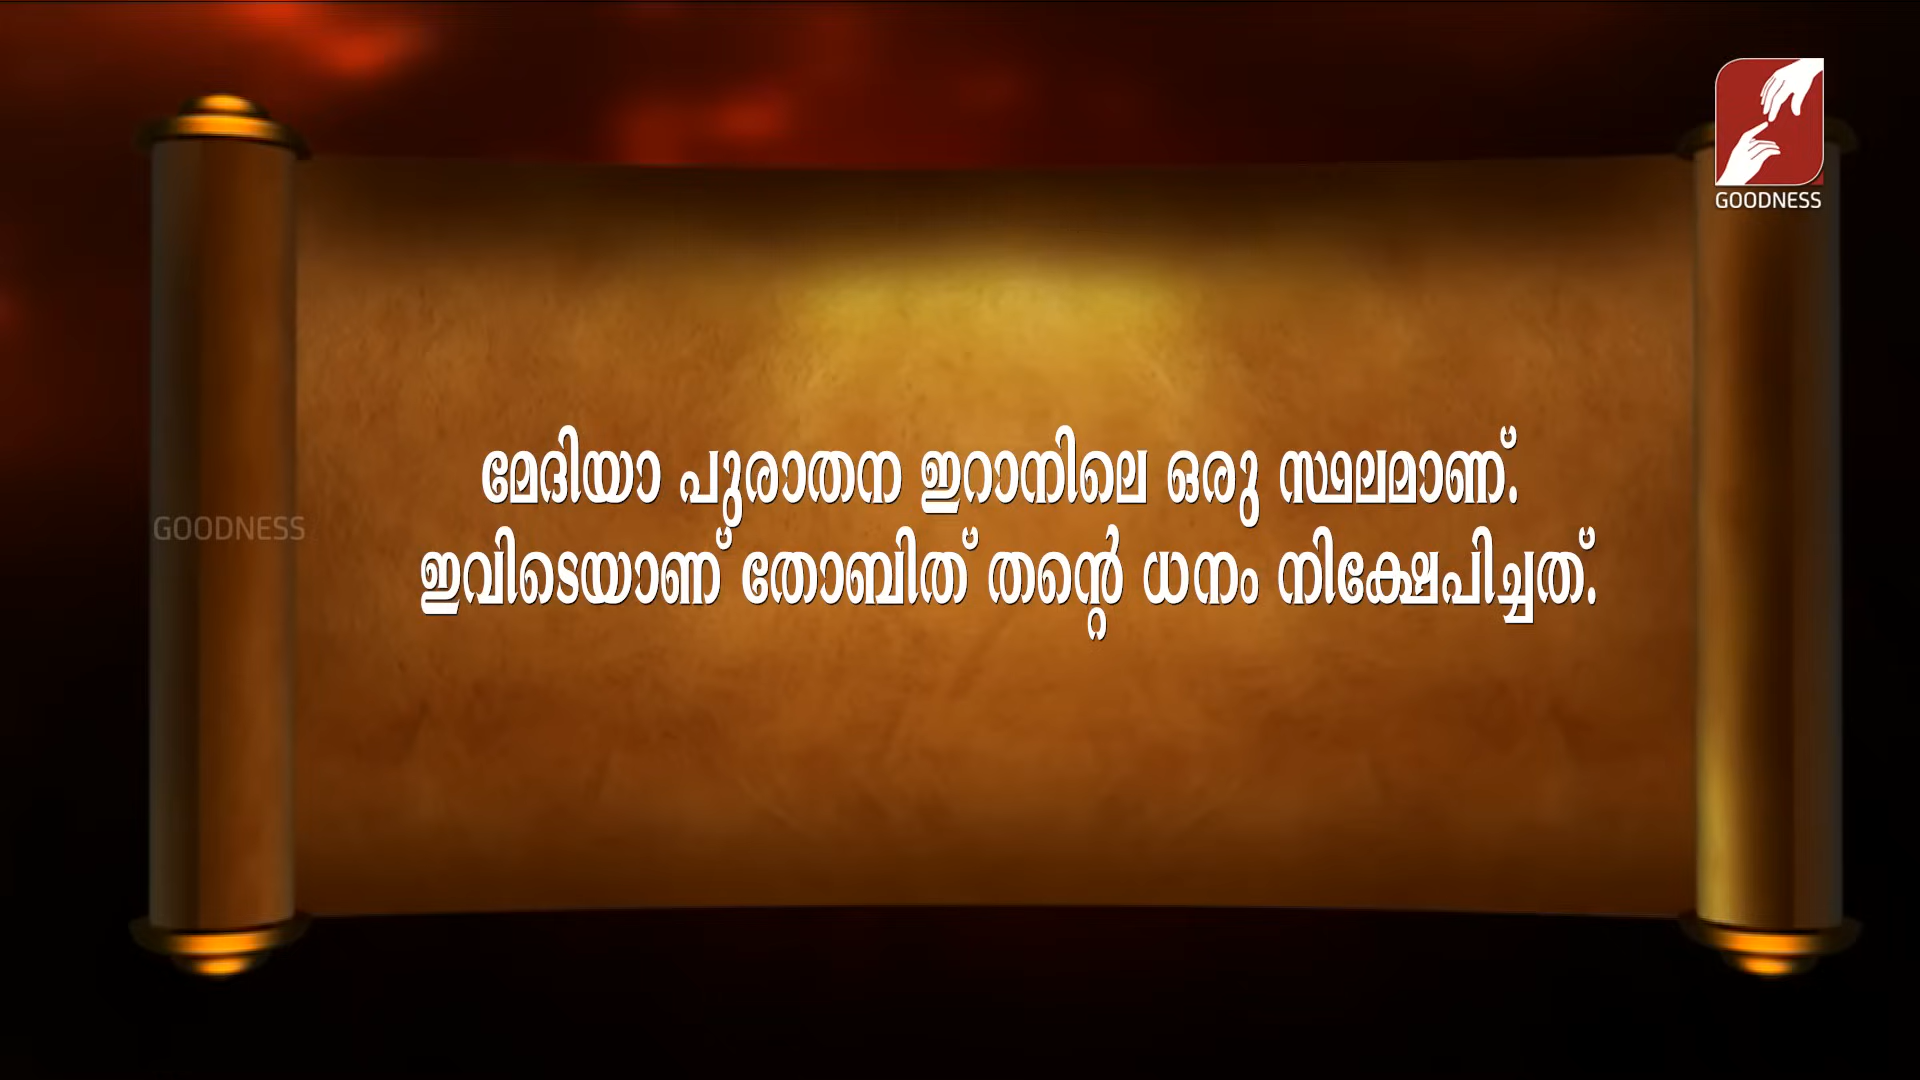 GOODNESS
മേദിയാ പുരാതന ഇറാനിലെ ഒരു സ്ഥലമാണ്.
GOODNESS
ഇവിടെയാണ് തോബിത് തന്റെ ധനം നിക്ഷേപിച്ചത്.